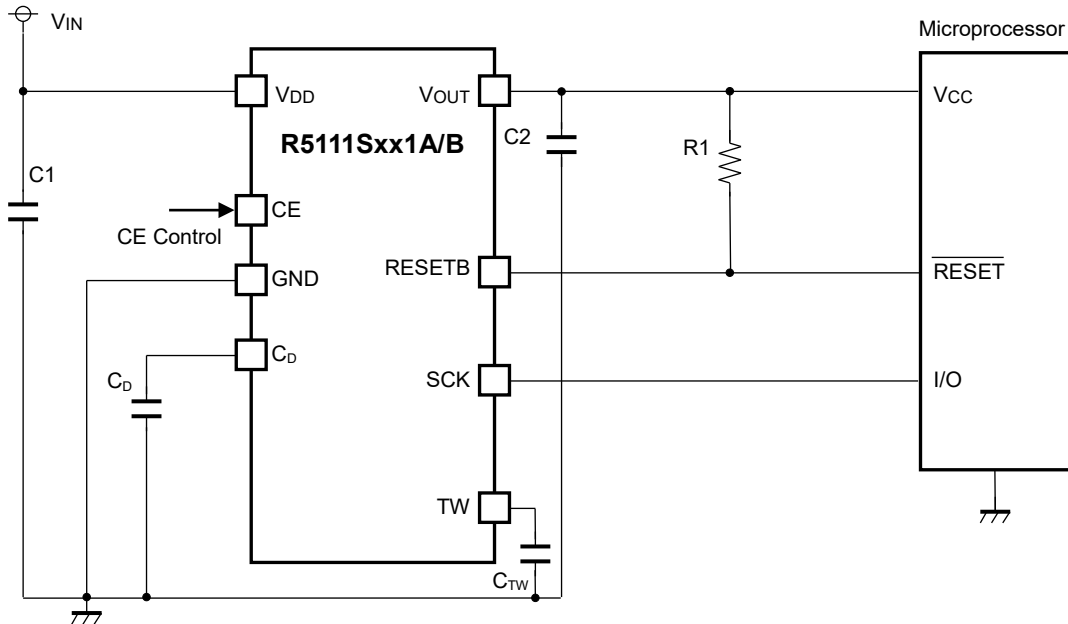 VIN
Microprocessor
VDD
VOUT
VCC
R5111Sxx1A/B
C2
R1
C1
CE
CE Control
RESETB
RESET
GND
CD
CD
SCK
I/O
TW
CTW